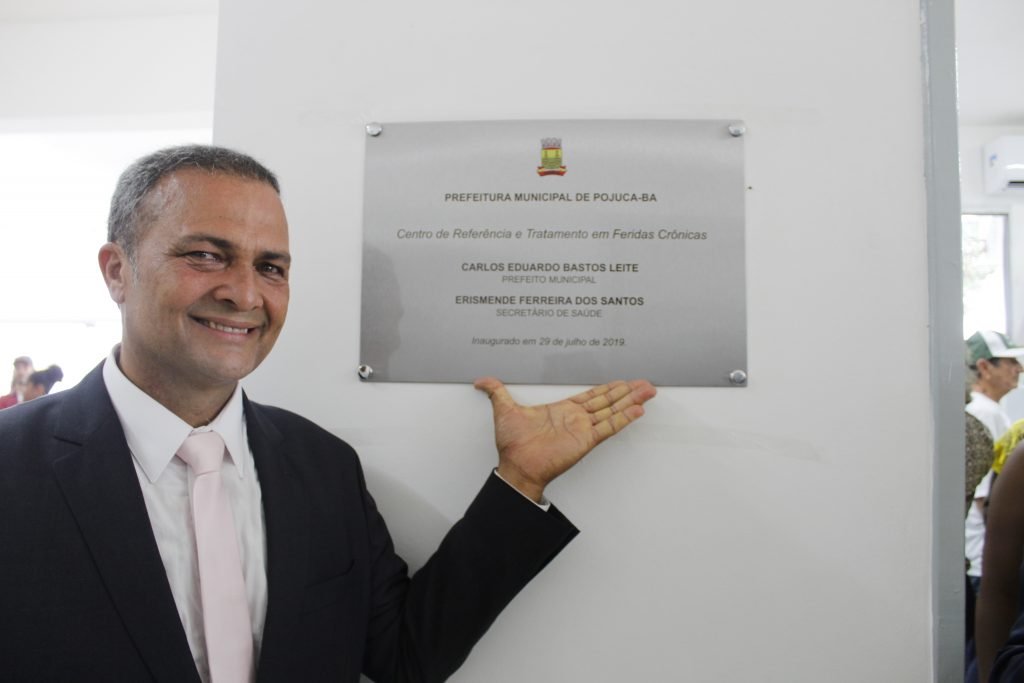 PREFEITURA MUNICIPAL DE POJUCA-BA
Centro de Referência e Tratamento em Feridas Crônicas
CARLOS EDUARDO BASTOS LEITE
PREFEITO MUNICIPAL
ERISMENDE FERREIRA DOS SANTOS
SECRETÁRIO DE SAÚDE
Inaugurado em 29 de julho de 2019.